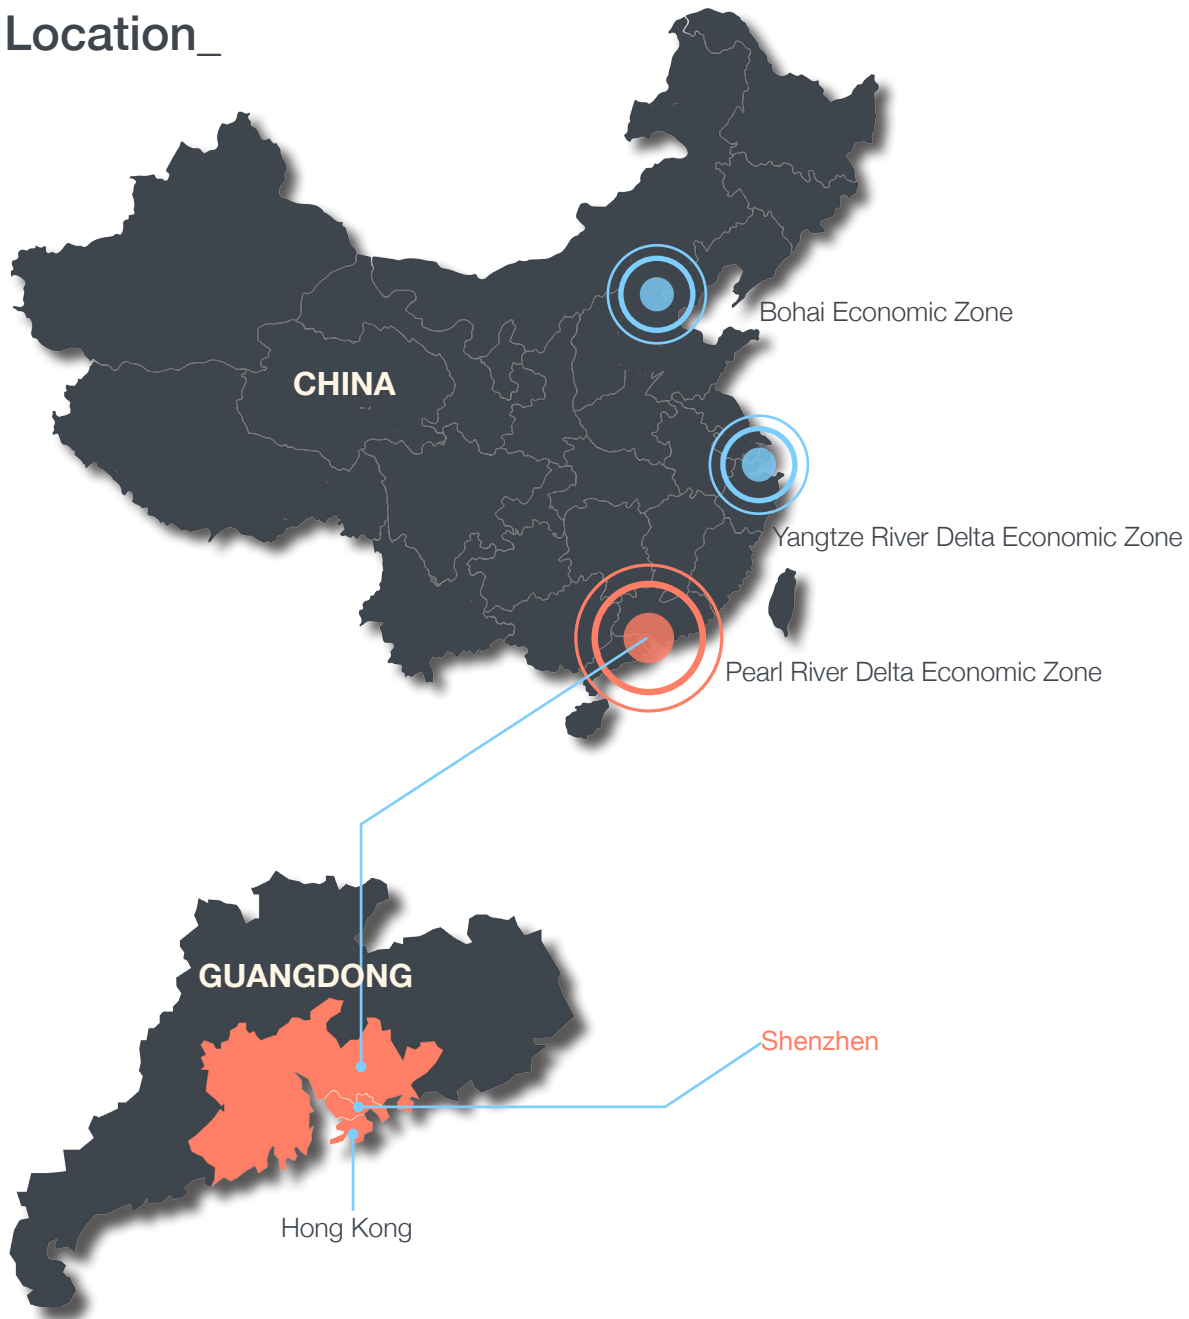 Location_
Bohai Economic Zone
CHINA
Yangtze River Delta Economic Zone
Pearl River Delta Economic Zone
GUANGDONG
Shenzhen
Hong Kong